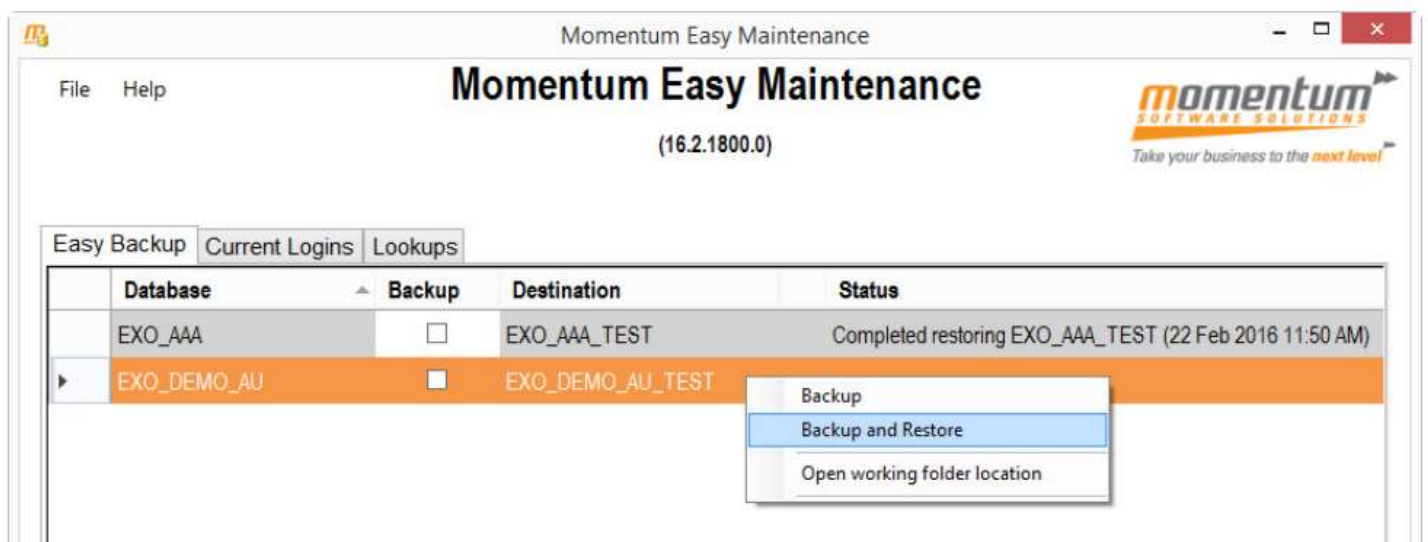 Momentum Easy Maintenance
File Help
Momentum Easy Maintenance
(16.2.1800.0)
momentum
SOFTWARE SOLUTIONS
Take your business to the next level
Easy Backup Current Logins Lookups
Database Backup Destination Status
EXO_AAA EXO_AAA_TEST Completed restoring EXO_AAA_TEST (22 Feb 2016 11:50 AM)
EXO_DEMO_AU EXO_DEMO_AU_TEST
Backup
Backup and Restore
Open working folder location